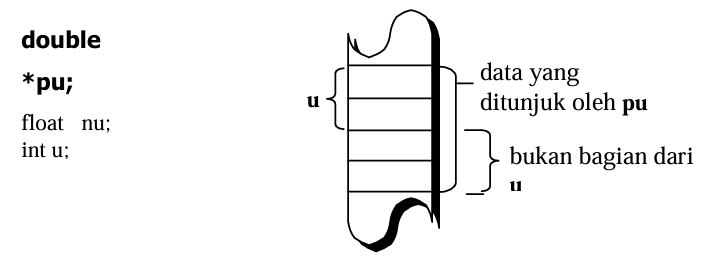 double
*pu;
float nu;
int u;
u
data yang
ditunjuk oleh pu
bukan bagian dari
u